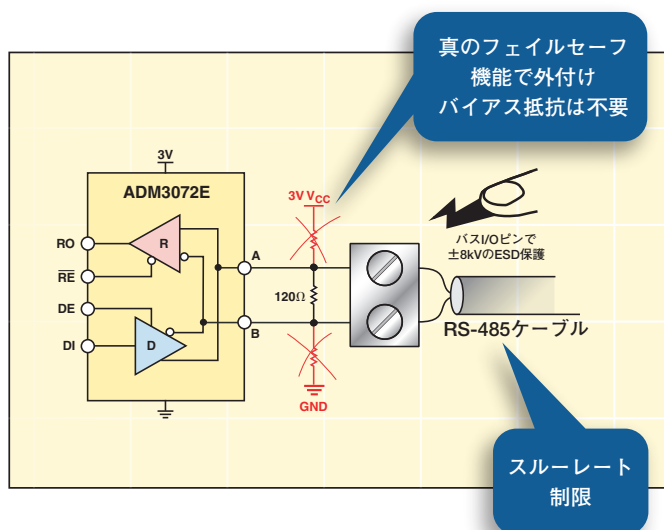 真のフェイルセーフ
機能で外付け
バイアス抵抗は不要
3V
ADM3072E
3V VCC
RO
R
A
バスI/Oピンで
±8kVのESD保護
RE
120Ω
DE
B
RS-485ケーブル
DI
D
GND
スルーレート
制限